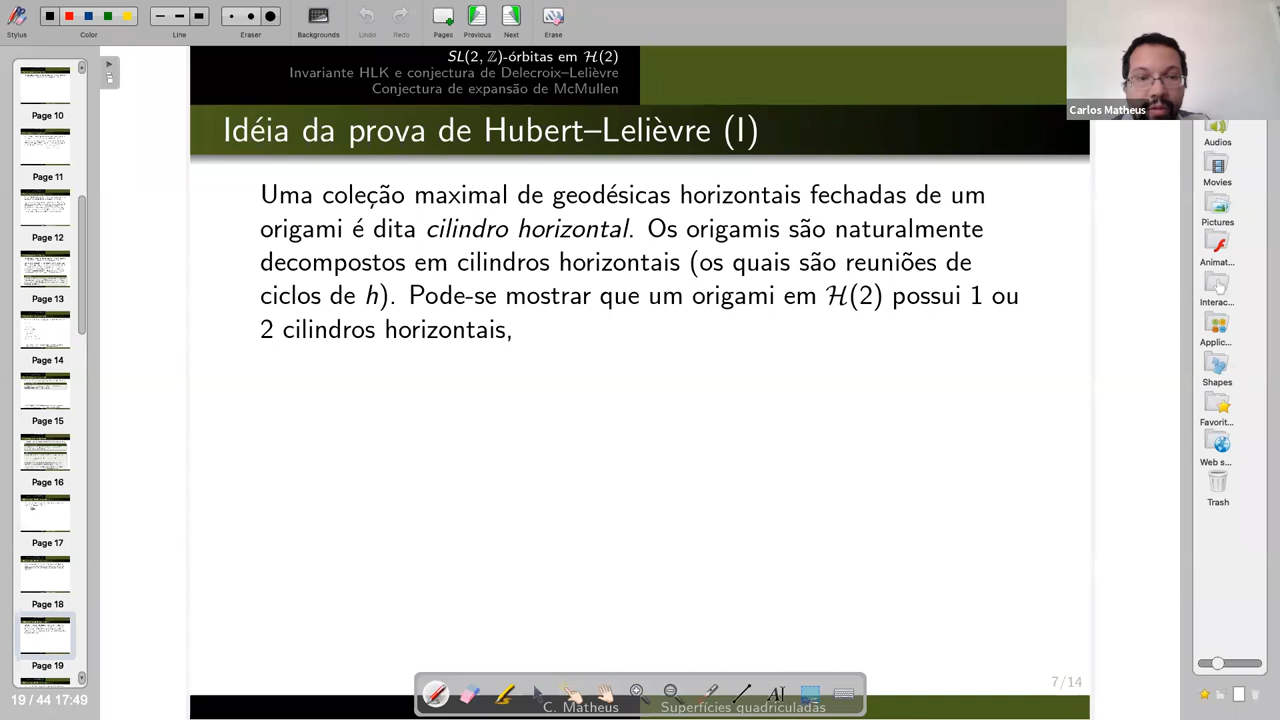 Stylus
Color
Line
Eraser
Backgrounds
Undo
Redo
Pages
Previous
Next
Erase
SL(2, ℤ)-órbitas em ℋ(2)
Invariante HLK e conjectura de Delecroix–Lelièvre
Conjectura de expansão de McMullen
Idéia da prova de Hubert–Lelièvre (I)
Uma coleção maximal de geodésicas horizontais fechadas de um
origami é dita cilindro horizontal. Os origamis são naturalmente
decompostos em cilindros horizontais (os quais são reuniões de
ciclos de h). Pode-se mostrar que um origami em ℋ(2) possui 1 ou
2 cilindros horizontais,
7/14
C. Matheus
Superfícies quadriculadas
Carlos Matheus
Page 10
Page 11
Page 12
Page 13
Page 14
Page 15
Page 16
Page 17
Page 18
Page 19
19 / 44 17:49
Audios
Movies
Pictures
Animat...
Interac...
Applic...
Shapes
Favorit...
Web s...
Trash